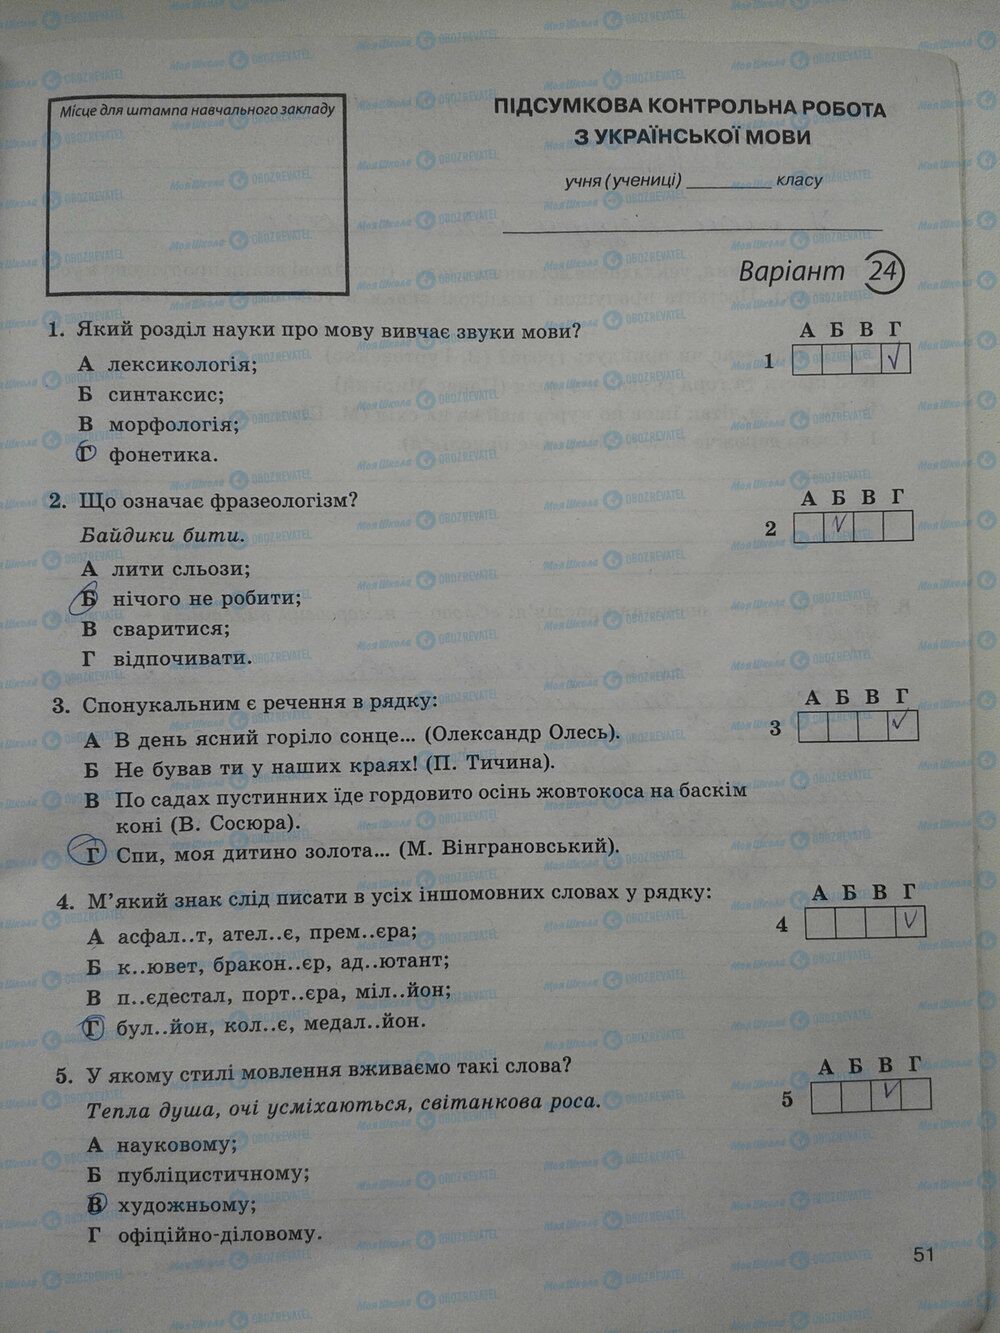 Місце для штампа навчального закладу
ПІДСУМКОВА КОНТРОЛЬНА РОБОТА
З УКРАЇНСЬКОЇ МОВИ
учня (учениці) ________ класу
Варіант 24
1. Який розділ науки про мову вивчає звуки мови?
А лексикологія;
Б синтаксис;
В морфологія;
Г фонетика.
А Б В Г
1
2. Що означає фразеологізм?
Байдики бити.
А лити сльози;
Б нічого не робити;
В сваритися;
Г відпочивати.
А Б В Г
2
3. Спонукальним є речення в рядку:
А В день ясний горіло сонце... (Олександр Олесь).
Б Не бував ти у наших краях! (П. Тичина).
В По садах пустинних їде гордовито осінь жовтокоса на баскім
коні (В. Сосюра).
Г Спи, моя дитино золота... (М. Вінграновський).
А Б В Г
3
4. М'який знак слід писати в усіх іншомовних словах у рядку:
А асфал..т, ател..є, прем..єра;
Б к..ювет, бракон..єр, ад..ютант;
В п..єдестал, порт..єра, міл..йон;
Г бул..йон, кол..є, медал..йон.
А Б В Г
4
5. У якому стилі мовлення вживаємо такі слова?
Тепла душа, очі усміхаються, світанкова роса.
А науковому;
Б публіцистичному;
В художньому;
Г офіційно-діловому.
А Б В Г
5
51
МояШкола OBOZREVATEL